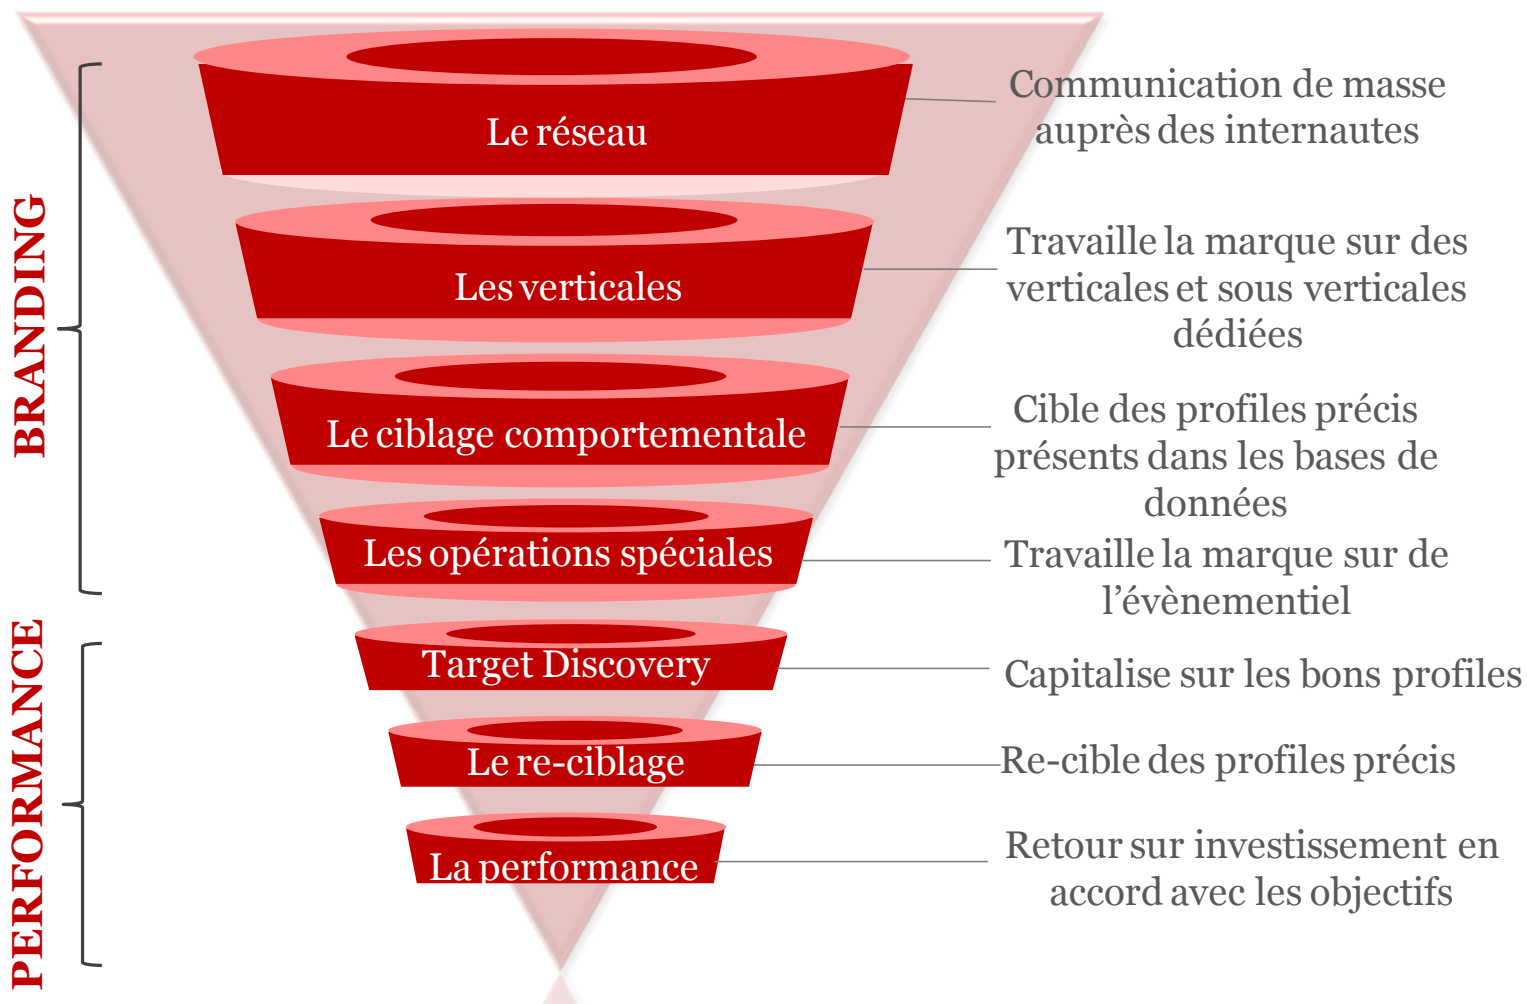 BRANDING
Le réseau
Communication de masse
auprès des internautes
Les verticales
Travaille la marque sur des
verticales et sous verticales
dédiées
Le ciblage comportementale
Cible des profiles précis
présents dans les bases de
données
Les opérations spéciales
Travaille la marque sur de
l’évènementiel
PERFORMANCE
Target Discovery
Capitalise sur les bons profiles
Le re-ciblage
Re-cible des profiles précis
La performance
Retour sur investissement en
accord avec les objectifs